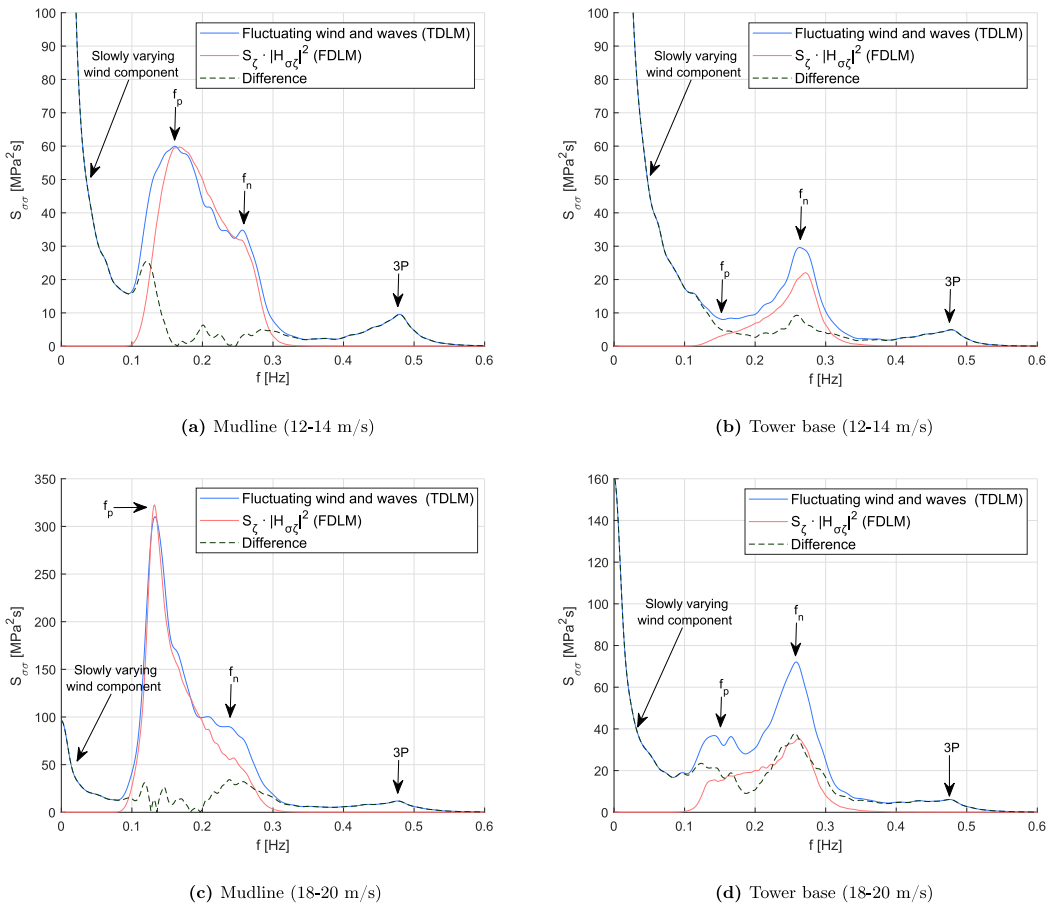 100
90
80
70
60
50
40
30
20
10
0
S_σσ [MPa²s]
Slowly varying
wind component
f_p
f_n
3P
Fluctuating wind and waves (TDLM)
S_ζ · |H_σζ|² (FDLM)
Difference
0 0.1 0.2 0.3 0.4 0.5 0.6
f [Hz]
(a) Mudline (12-14 m/s)
100
90
80
70
60
50
40
30
20
10
0
S_σσ [MPa²s]
Slowly varying
wind component
f_p
f_n
3P
Fluctuating wind and waves (TDLM)
S_ζ · |H_σζ|² (FDLM)
Difference
0 0.1 0.2 0.3 0.4 0.5 0.6
f [Hz]
(b) Tower base (12-14 m/s)
350
300
250
200
150
100
50
0
S_σσ [MPa²s]
f_p
Slowly varying
wind component
f_n
3P
Fluctuating wind and waves (TDLM)
S_ζ · |H_σζ|² (FDLM)
Difference
0 0.1 0.2 0.3 0.4 0.5 0.6
f [Hz]
(c) Mudline (18-20 m/s)
160
140
120
100
80
60
40
20
0
S_σσ [MPa²s]
Slowly varying
wind component
f_p
f_n
3P
Fluctuating wind and waves (TDLM)
S_ζ · |H_σζ|² (FDLM)
Difference
0 0.1 0.2 0.3 0.4 0.5 0.6
f [Hz]
(d) Tower base (18-20 m/s)